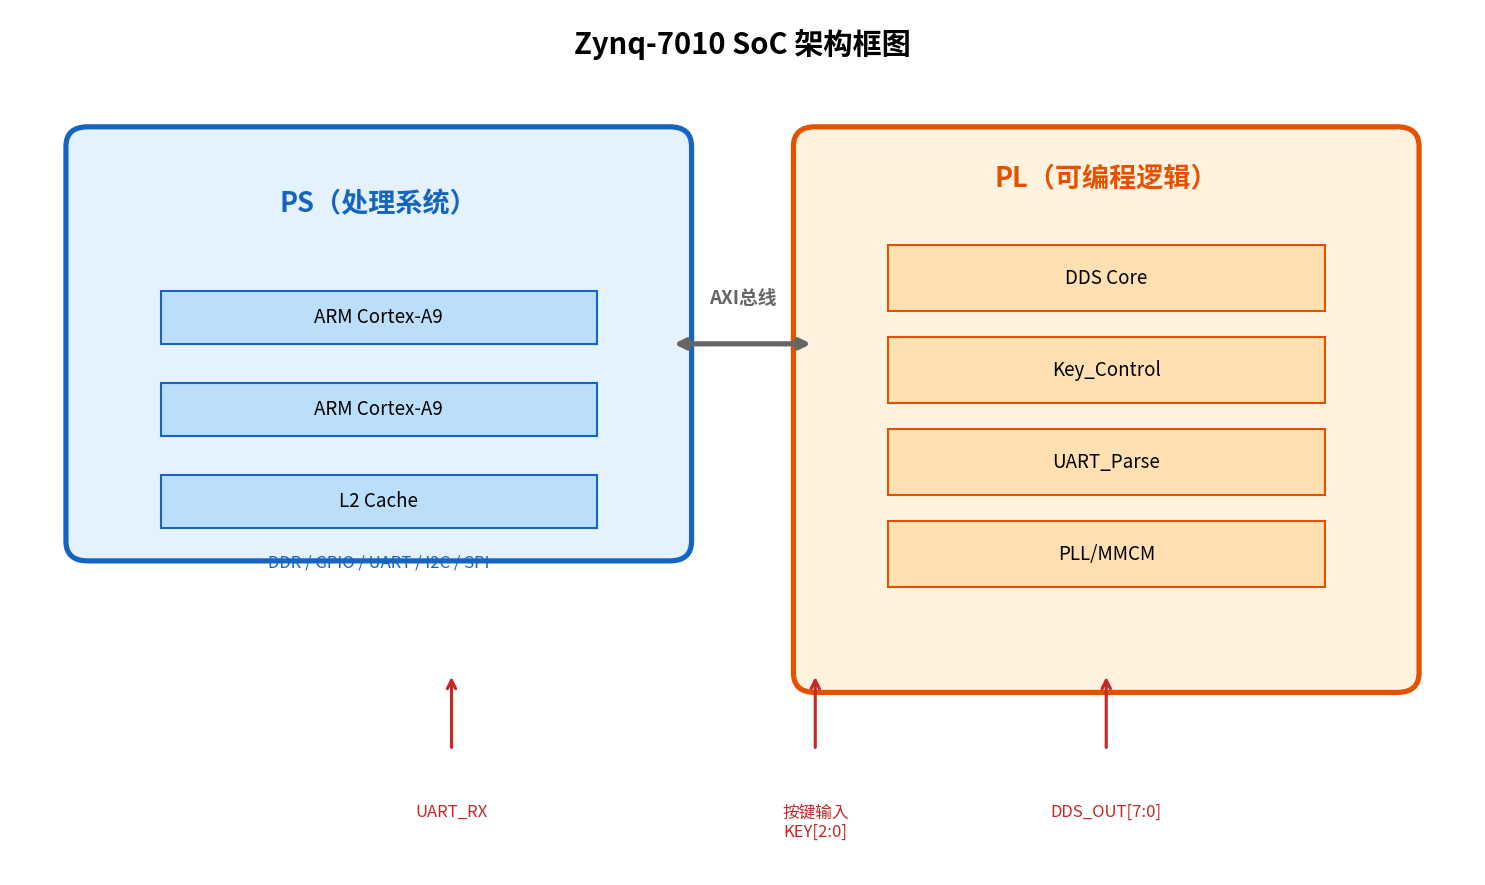 Zynq-7010 SoC 架构框图
PS（处理系统）
ARM Cortex-A9
ARM Cortex-A9
L2 Cache
DDR / GPIO / UART / I2C / SPI
AXI总线
PL（可编程逻辑）
DDS Core
Key_Control
UART_Parse
PLL/MMCM
UART_RX
按键输入
KEY[2:0]
DDS_OUT[7:0]